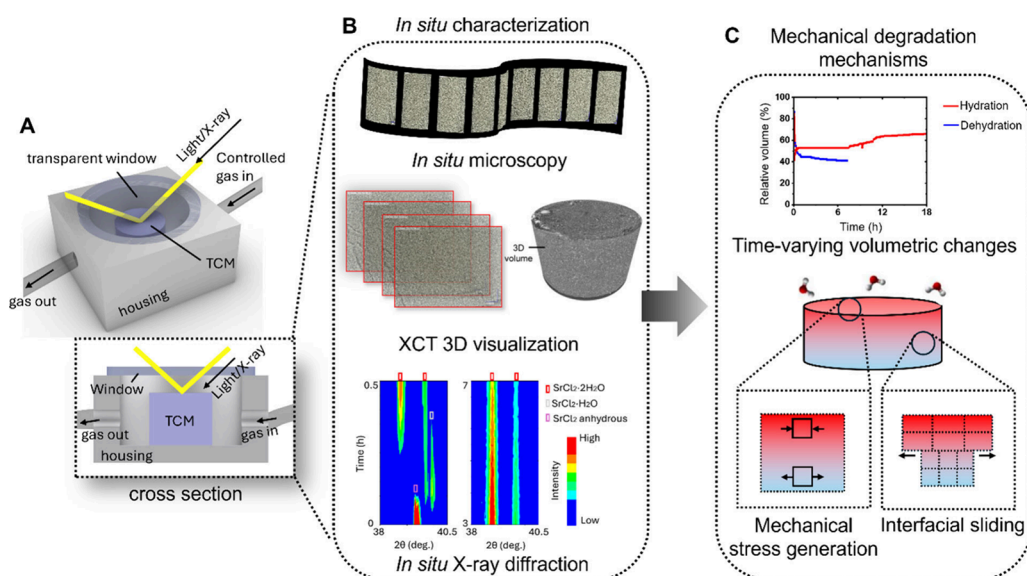 A
Light/X-ray
transparent window
Controlled
gas in
TCM
gas out
housing
Window
Light/X-ray
gas out
TCM
gas in
housing
cross section
B
In situ characterization
In situ microscopy
3D
volume
XCT 3D visualization
0.5
7
Time (h)
0
3
38
40.5
38
40.5
2θ (deg.)
2θ (deg.)
SrCl₂·2H₂O
SrCl₂·H₂O
SrCl₂ anhydrous
High
Intensity
Low
In situ X-ray diffraction
C
Mechanical degradation
mechanisms
Relative volume (%)
100
80
60
40
20
0
0
6
12
18
Time (h)
Hydration
Dehydration
Time-varying volumetric changes
Mechanical
stress generation
Interfacial sliding